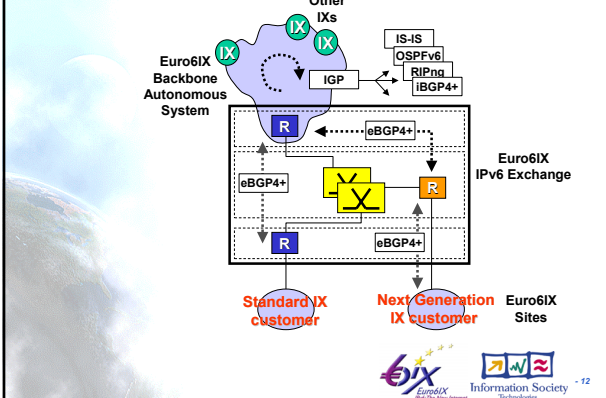 Other
IXs
IX
IX
IX
Euro6IX
Backbone
Autonomous
System
IGP
IS-IS
OSPFv6
RIPng
iBGP4+
R
eBGP4+
eBGP4+
R
Euro6IX
IPv6 Exchange
R
eBGP4+
Standard IX
customer
Next Generation
IX customer
Euro6IX
Sites
Euro6IX
Information Society
Technologies
- 12